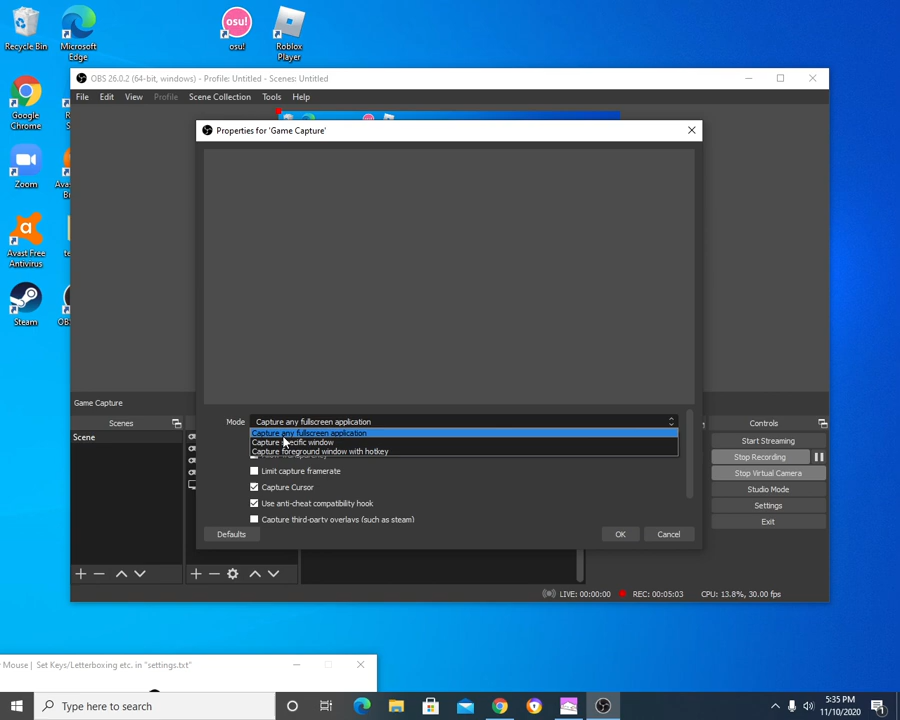 Recycle Bin
Microsoft Edge
osu!
osu!
Roblox Player
Google Chrome
Zoom
Avast Free Antivirus
Steam
OBS 26.0.2 (64-bit, windows) - Profile: Untitled - Scenes: Untitled
File Edit View Profile Scene Collection Tools Help
Properties for 'Game Capture'
Game Capture
Scenes
Scene
Mode Capture any fullscreen application
Capture any fullscreen application
Capture specific window
Capture foreground window with hotkey
Limit capture framerate
Capture Cursor
Use anti-cheat compatibility hook
Capture third-party overlays (such as steam)
Defaults OK Cancel
Controls
Start Streaming
Stop Recording
Stop Virtual Camera
Studio Mode
Settings
Exit
LIVE: 00:00:00 REC: 00:05:03 CPU: 13.8%, 30.00 fps
Mouse | Set Keys/Letterboxing etc. in "settings.txt"
Type here to search
5:35 PM
11/10/2020
1